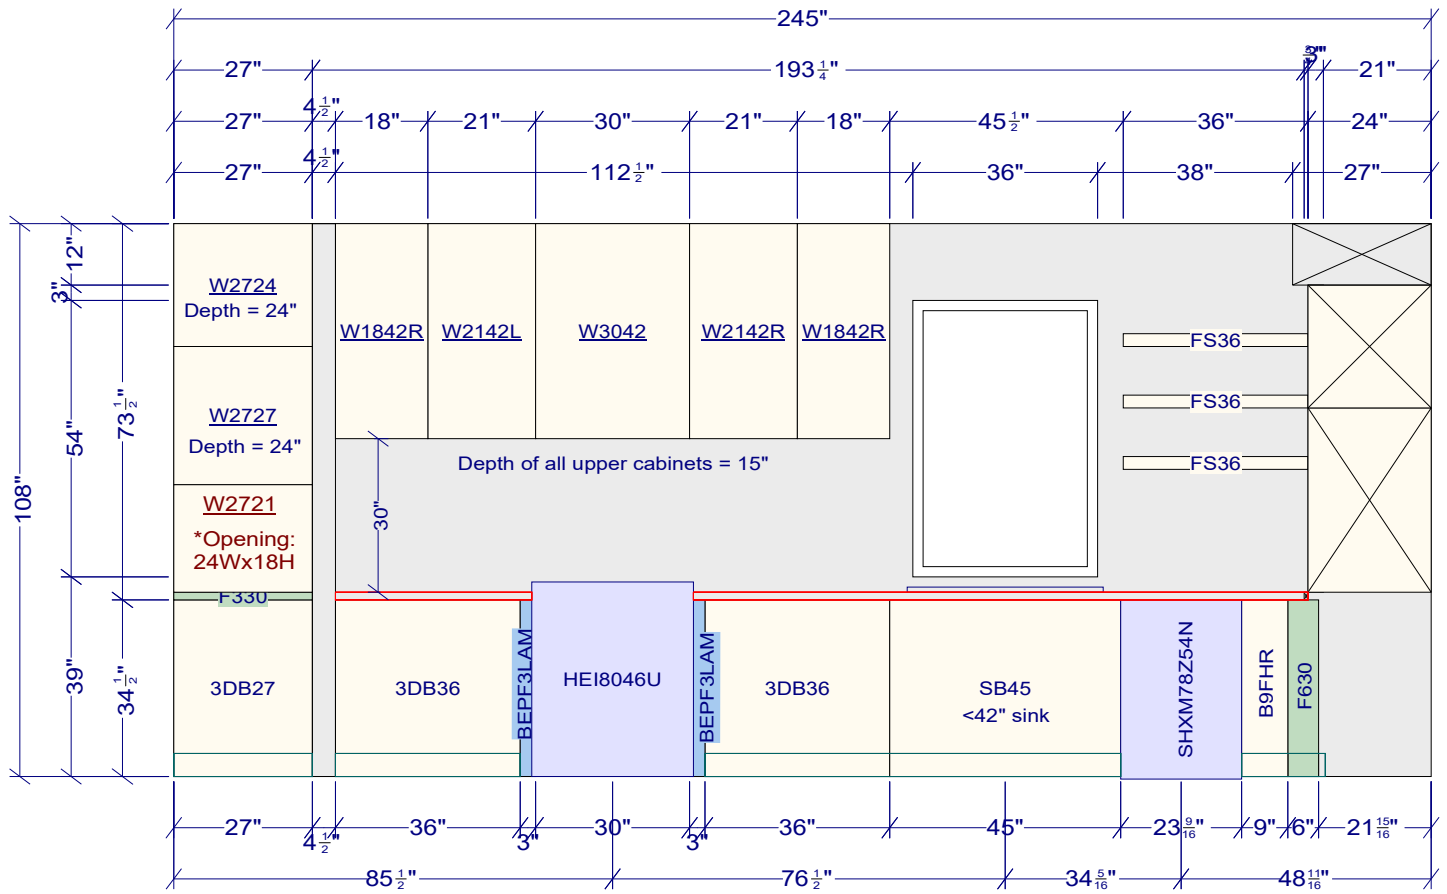 245"
27"
193 1/4"
3"
21"
27"
4 1/2"
18"
21"
30"
21"
18"
45 1/2"
36"
24"
27"
4 1/2"
112 1/2"
36"
38"
27"
108"
12"
3"
54"
39"
73 1/2"
34 1/2"
W2724
Depth = 24"
W2727
Depth = 24"
W2721
*Opening:
24Wx18H
F330
3DB27
W1842R
W2142L
W3042
W2142R
W1842R
30"
Depth of all upper cabinets = 15"
FS36
FS36
FS36
3DB36
BEPF3LAM
HEI8046U
BEPF3LAM
3DB36
SB45
<42" sink
SHXM78Z54N
B9FHR
F630
27"
4 1/2"
36"
3"
30"
3"
36"
45"
23 9/16"
9"
6"
21 15/16"
85 1/2"
76 1/2"
34 5/16"
48 11/16"